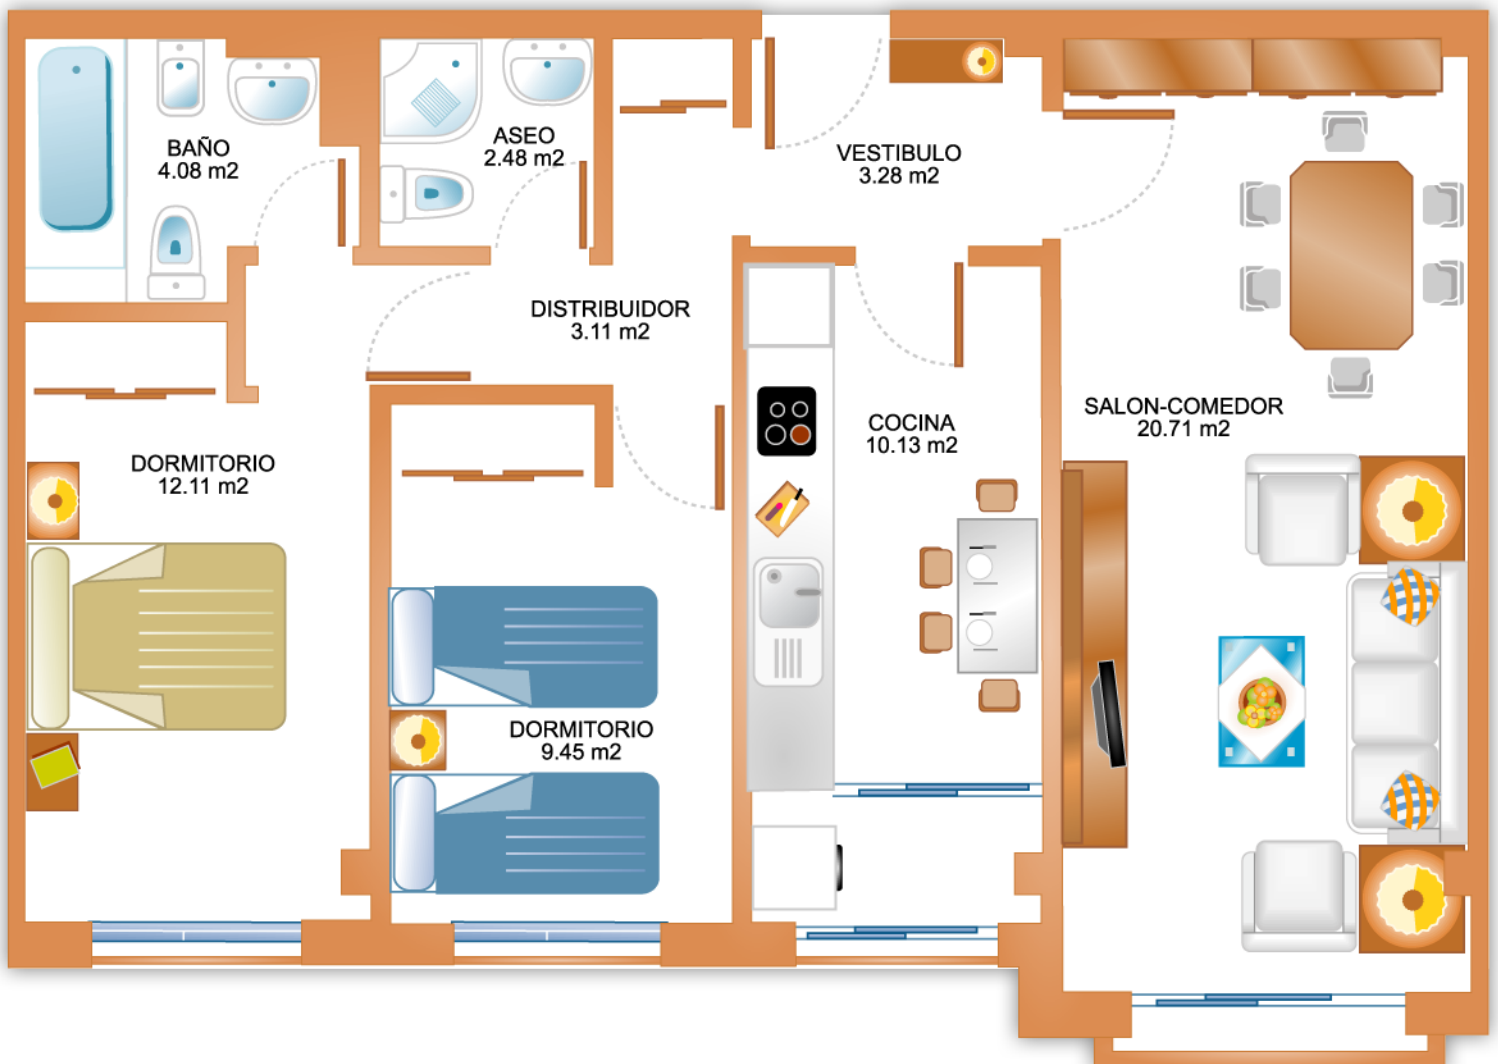 BAÑO
4.08 m2
ASEO
2.48 m2
VESTIBULO
3.28 m2
DISTRIBUIDOR
3.11 m2
SALON-COMEDOR
20.71 m2
COCINA
10.13 m2
DORMITORIO
12.11 m2
DORMITORIO
9.45 m2